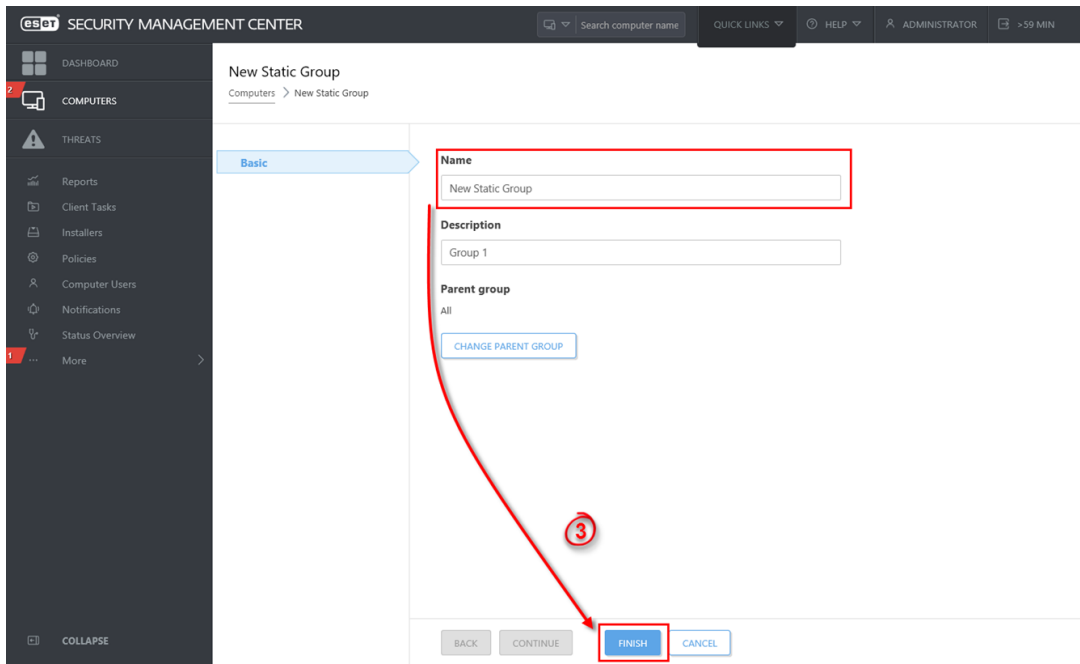 eset SECURITY MANAGEMENT CENTER
Search computer name
QUICK LINKS
HELP
ADMINISTRATOR
>59 MIN
DASHBOARD
2
COMPUTERS
THREATS
Reports
Client Tasks
Installers
Policies
Computer Users
Notifications
Status Overview
1
More
COLLAPSE
New Static Group
Computers > New Static Group
Basic
Name
New Static Group
Description
Group 1
Parent group
All
CHANGE PARENT GROUP
3
BACK
CONTINUE
FINISH
CANCEL